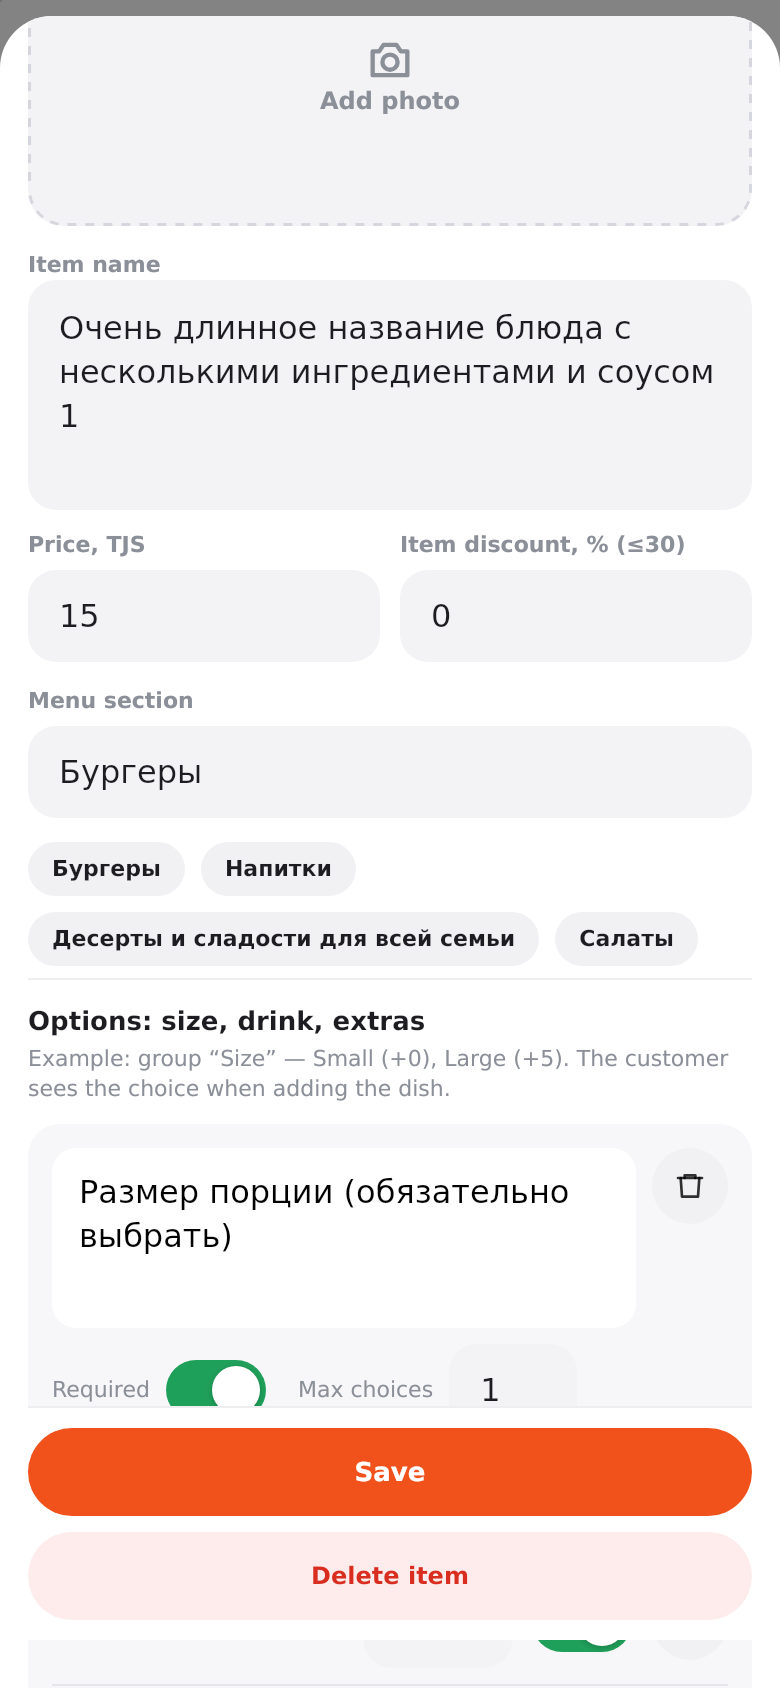 Add photo
Item name
Очень длинное название блюда с
несколькими ингредиентами и соусом
1
Price, TJS
Item discount, % (≤30)
15
0
Menu section
Бургеры
Бургеры
Напитки
Десерты и сладости для всей семьи
Салаты
Options: size, drink, extras
Example: group “Size” — Small (+0), Large (+5). The customer
sees the choice when adding the dish.
Размер порции (обязательно
выбрать)
Required
Max choices
1
Save
Delete item